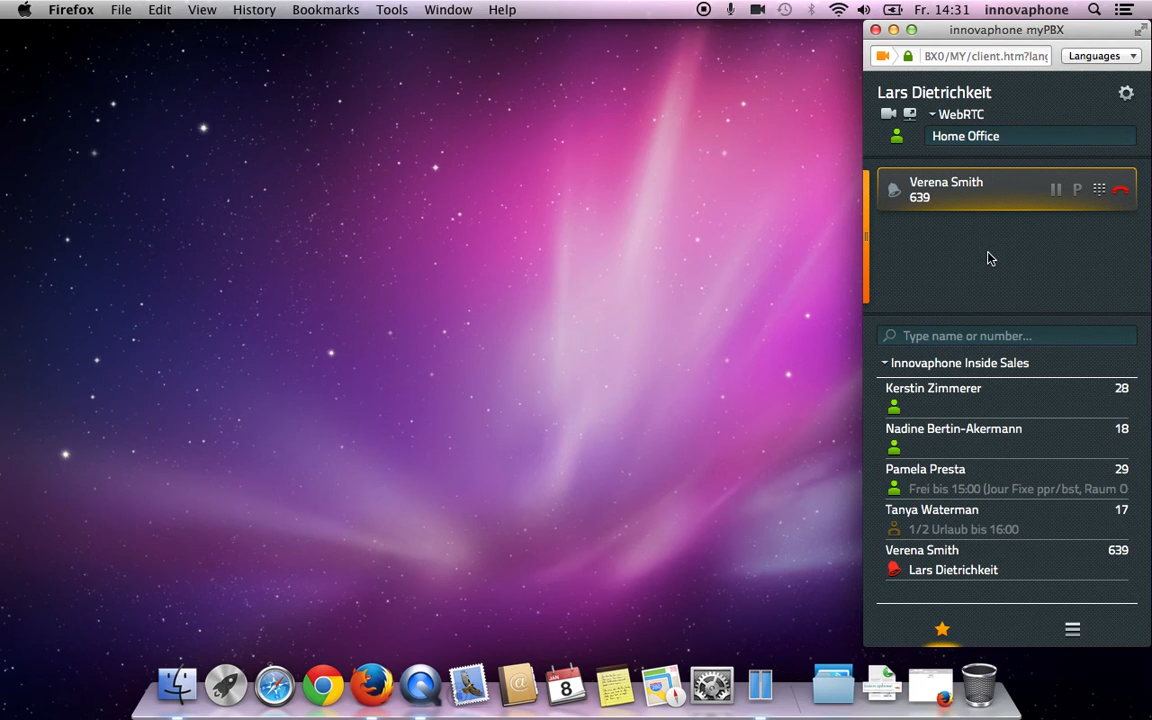 Firefox File Edit View History Bookmarks Tools Window Help Fr. 14:31 innovaphone
innovaphone myPBX
BX0/MY/client.htm?lang Languages
Lars Dietrichkeit
WebRTC
Home Office
Verena Smith
639
P
Type name or number...
Innovaphone Inside Sales
Kerstin Zimmerer 28
Nadine Bertin-Akermann 18
Pamela Presta 29
Frei bis 15:00 (Jour Fixe ppr/bst, Raum O
Tanya Waterman 17
1/2 Urlaub bis 16:00
Verena Smith 639
Lars Dietrichkeit
JAN
8